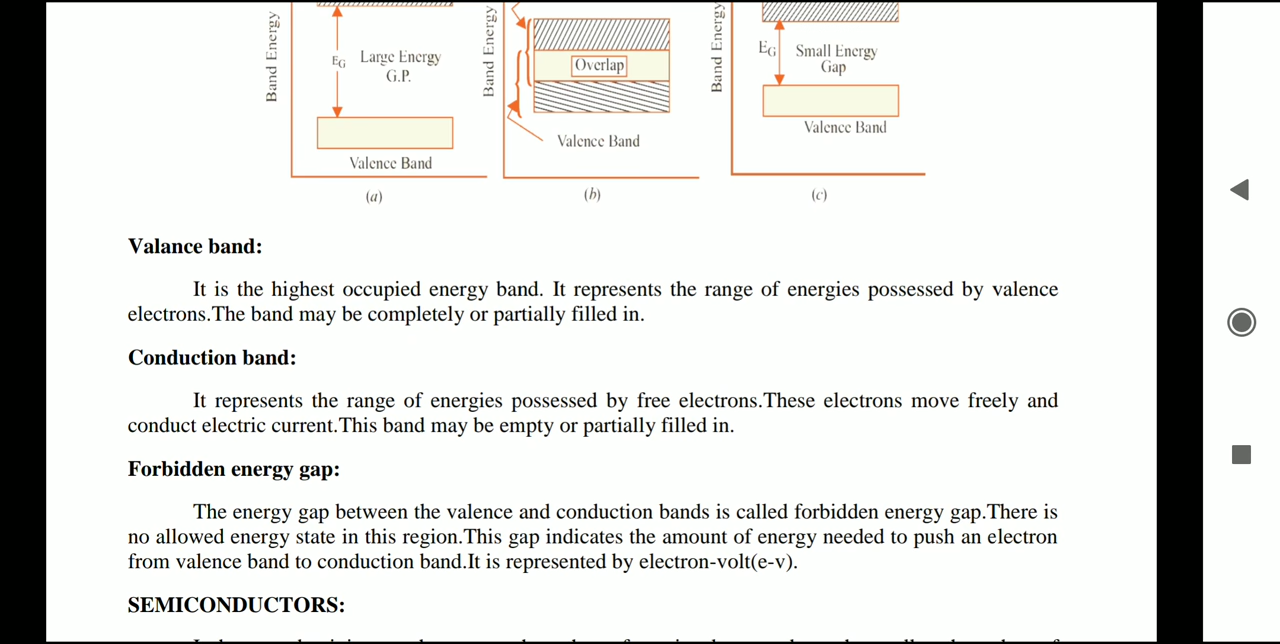 Band Energy
EG
Large Energy
G.P.
Valence Band
(a)
Band Energy
Overlap
Valence Band
(b)
Band Energy
EG
Small Energy
Gap
Valence Band
(c)
Valance band:
It is the highest occupied energy band. It represents the range of energies possessed by valence
electrons.The band may be completely or partially filled in.
Conduction band:
It represents the range of energies possessed by free electrons.These electrons move freely and
conduct electric current.This band may be empty or partially filled in.
Forbidden energy gap:
The energy gap between the valence and conduction bands is called forbidden energy gap.There is
no allowed energy state in this region.This gap indicates the amount of energy needed to push an electron
from valence band to conduction band.It is represented by electron-volt(e-v).
SEMICONDUCTORS: